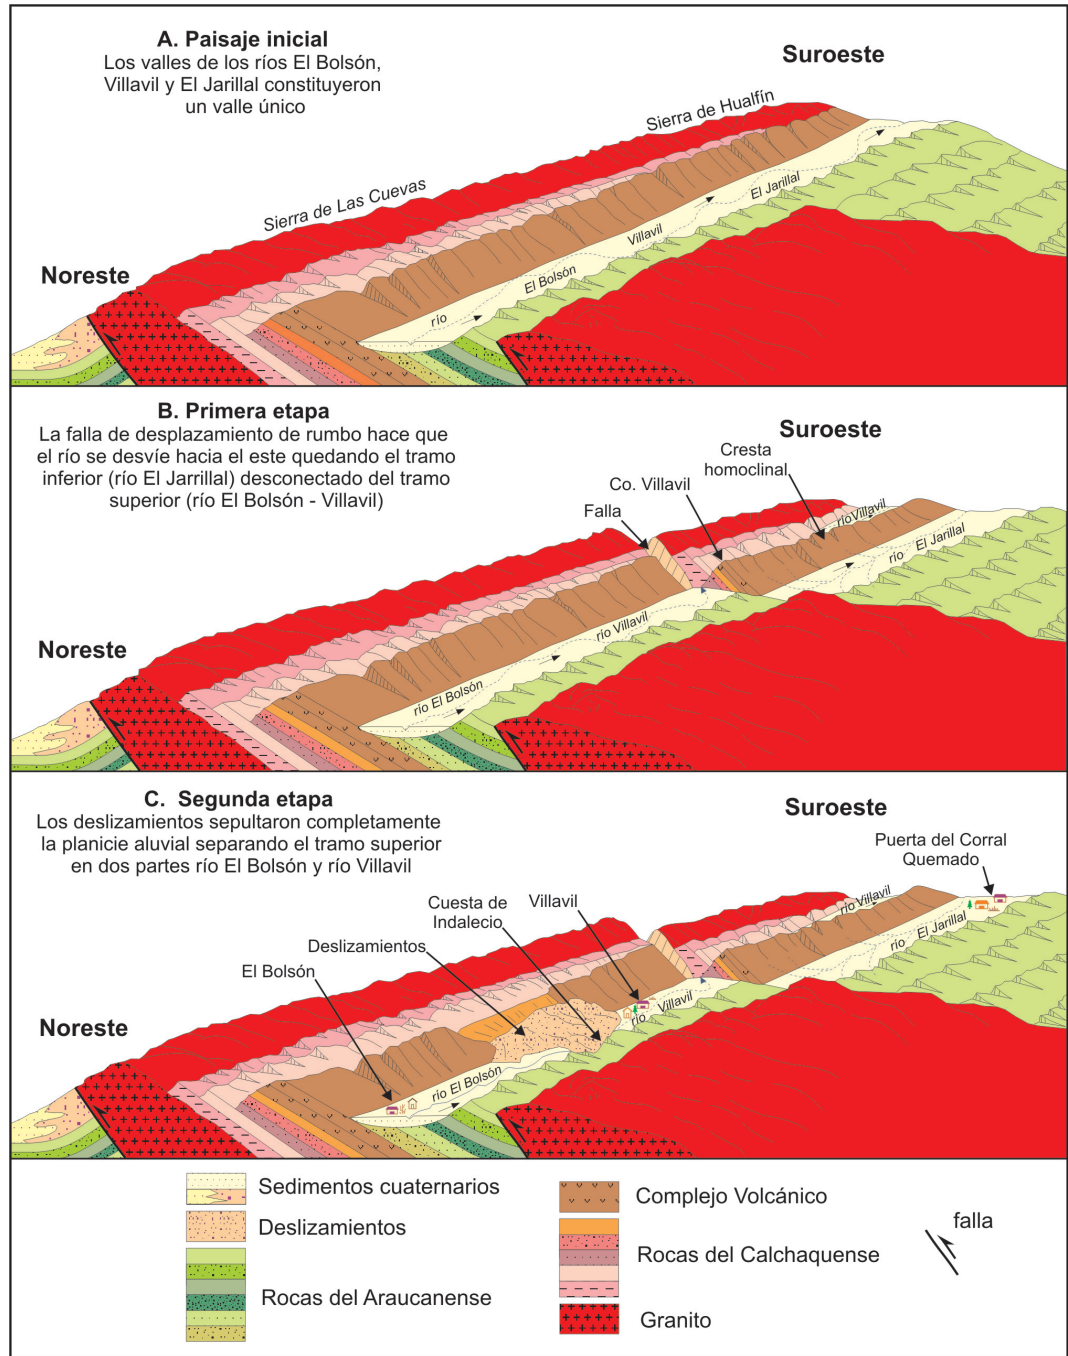 A. Paisaje inicial
Los valles de los ríos El Bolsón,
Villavil y El Jarillal constituyeron
un valle único
Suroeste
Sierra de Hualfín
Sierra de Las Cuevas
Noreste
El Jarillal
Villavil
El Bolsón
río
B. Primera etapa
La falla de desplazamiento de rumbo hace que
el río se desvíe hacia el este quedando el tramo
inferior (río El Jarrillal) desconectado del tramo
superior (río El Bolsón - Villavil)
Suroeste
Cresta
homoclinal
Co. Villavil
Falla
río Villavil
río El Jarillal
Noreste
río Villavil
río El Bolsón
C. Segunda etapa
Los deslizamientos sepultaron completamente
la planicie aluvial separando el tramo superior
en dos partes río El Bolsón y río Villavil
Suroeste
Puerta del Corral
Quemado
Cuesta de
Indalecio
Villavil
Deslizamientos
El Bolsón
río Villavil
río El Jarillal
Noreste
río Villavil
río El Bolsón
Sedimentos cuaternarios
Deslizamientos
Rocas del Araucanense
Complejo Volcánico
Rocas del Calchaquense
Granito
falla